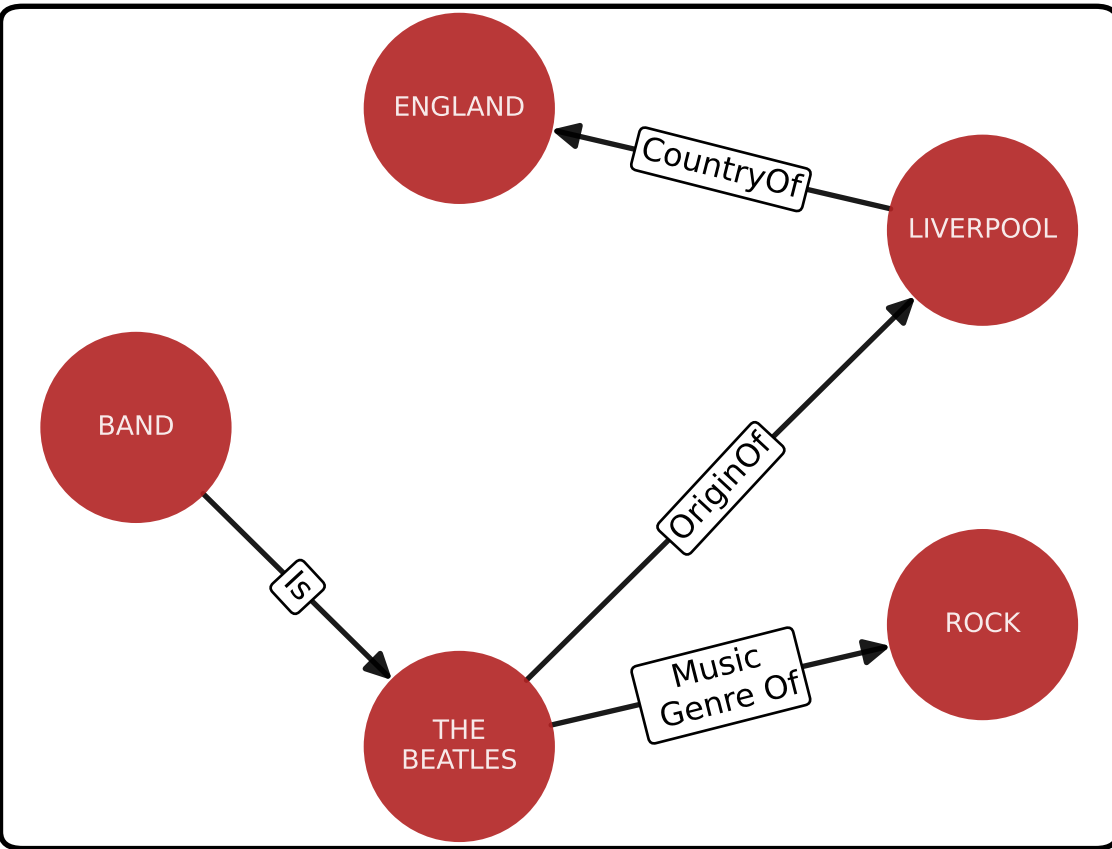 ENGLAND
CountryOf
LIVERPOOL
BAND
OriginOf
Is
ROCK
Music
Genre Of
THE
BEATLES